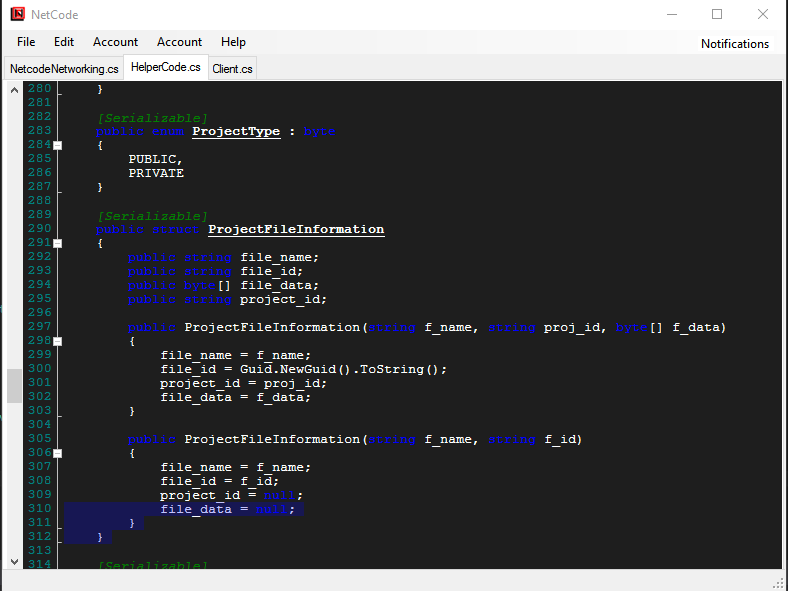 NetCode
File Edit Account Account Help
Notifications
NetcodeNetworking.cs HelperCode.cs Client.cs
280 }
281
282 [Serializable]
283 public enum ProjectType : byte
284 {
285 PUBLIC,
286 PRIVATE
287 }
288
289 [Serializable]
290 public struct ProjectFileInformation
291 {
292 public string file_name;
293 public string file_id;
294 public byte[] file_data;
295 public string project_id;
296
297 public ProjectFileInformation(string f_name, string proj_id, byte[] f_data)
298 {
299 file_name = f_name;
300 file_id = Guid.NewGuid().ToString();
301 project_id = proj_id;
302 file_data = f_data;
303 }
304
305 public ProjectFileInformation(string f_name, string f_id)
306 {
307 file_name = f_name;
308 file_id = f_id;
309 project_id = null;
310 file_data = null;
311 }
312 }
313
314 [Serializable]